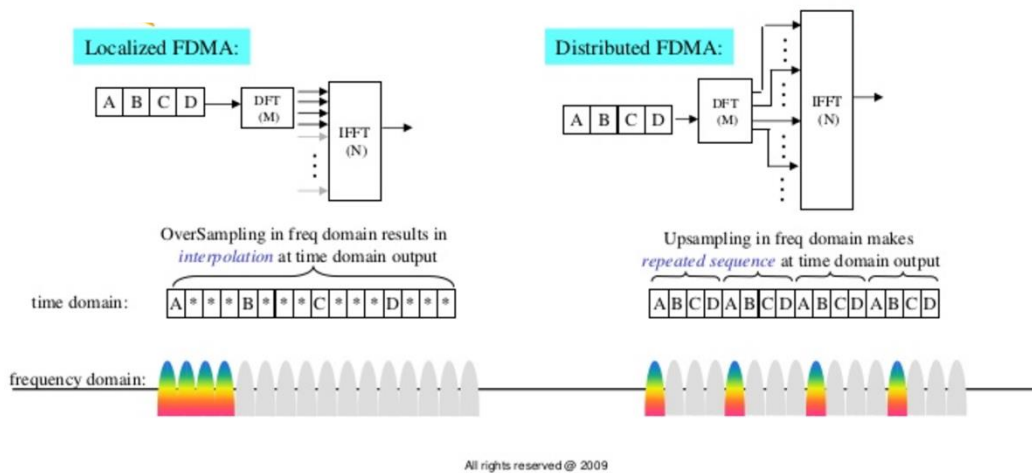 Localized FDMA:
A B C D
DFT
(M)
IFFT
(N)
OverSampling in freq domain results in
interpolation at time domain output
Distributed FDMA:
A B C D
DFT
(M)
IFFT
(N)
Upsampling in freq domain makes
repeated sequence at time domain output
time domain:
A * * * B * * * C * * * D * * *
A B C D A B C D A B C D A B C D
frequency domain:
All rights reserved @ 2009